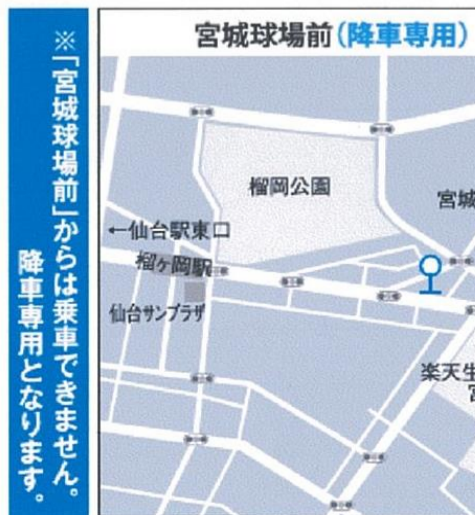 ※「宮城球場前」からは乗車できません。
降車専用となります。
宮城球場前(降車専用)
榴岡公園
宮城
←仙台駅東口
榴ヶ岡駅
仙台サンプラザ
楽天生
宮